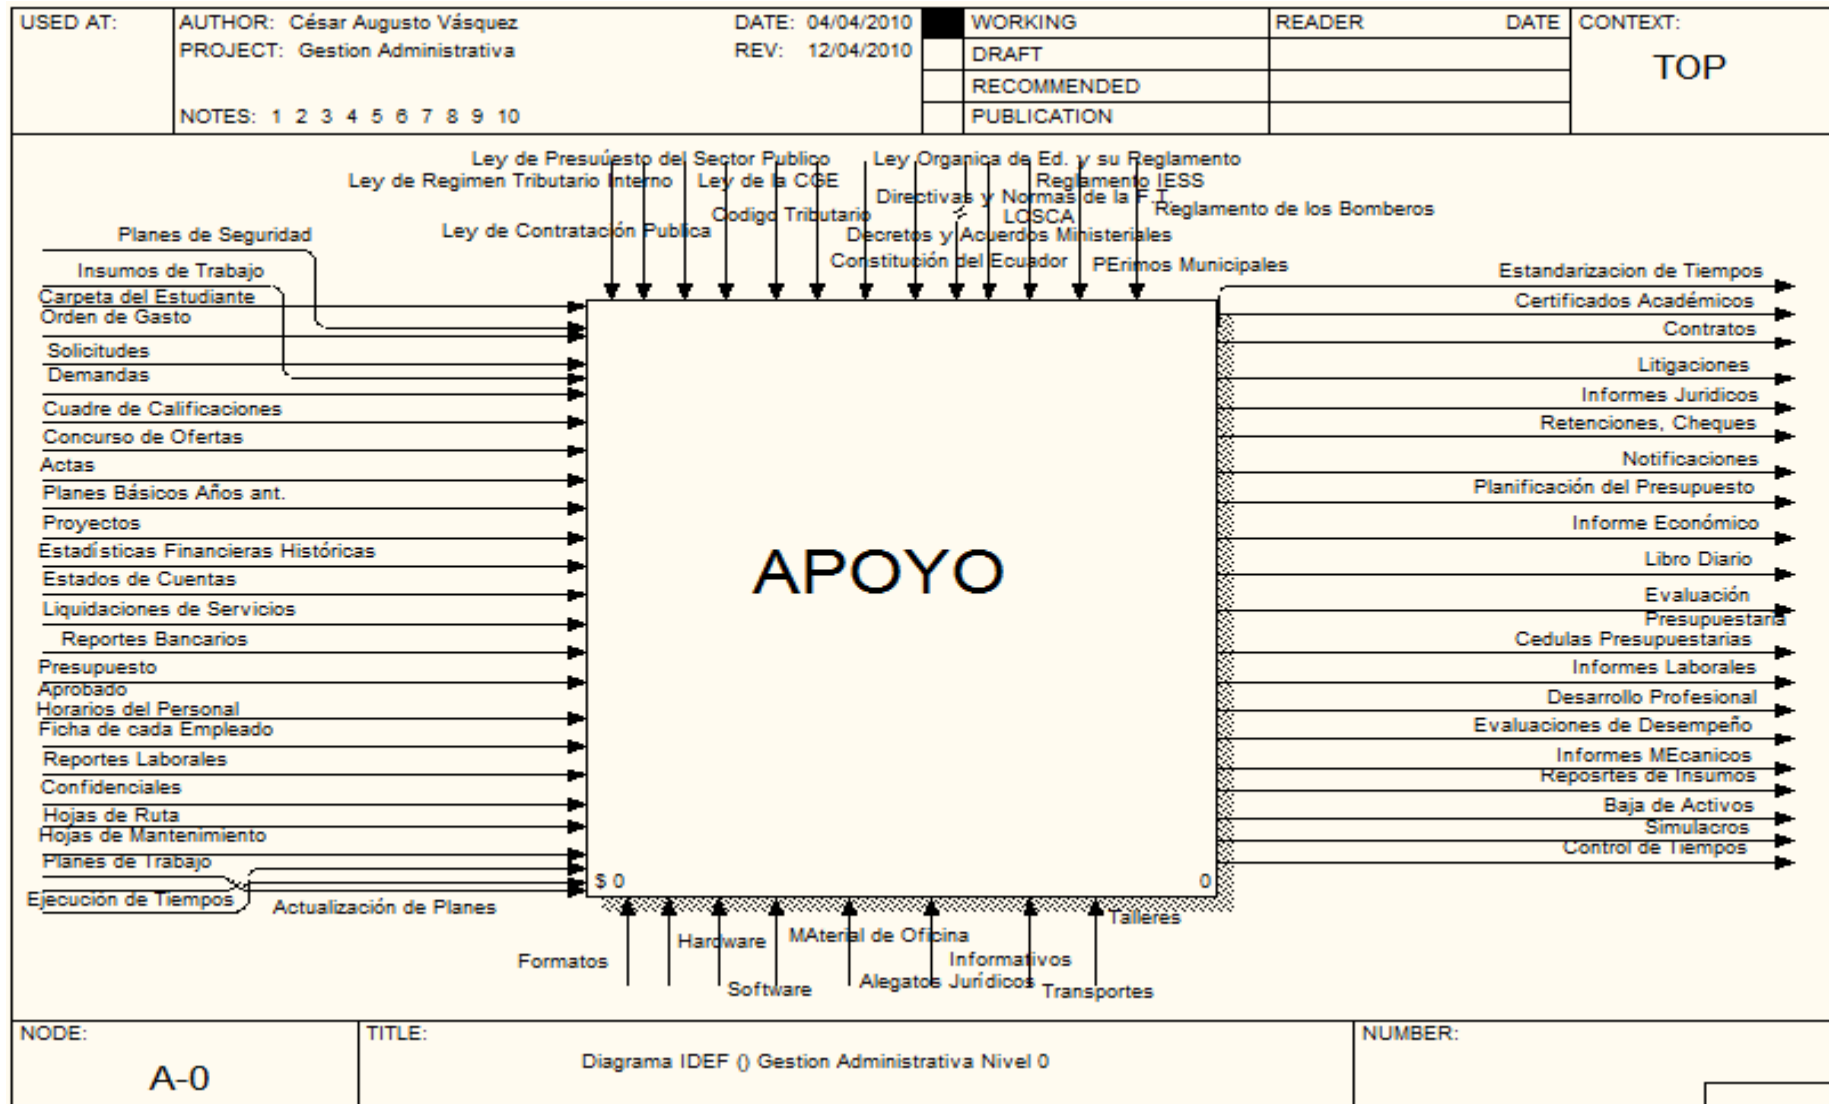 USED AT:
AUTHOR: César Augusto Vásquez
DATE: 04/04/2010
PROJECT: Gestion Administrativa
REV: 12/04/2010
NOTES: 1 2 3 4 5 6 7 8 9 10
WORKING
DRAFT
RECOMMENDED
PUBLICATION
READER
DATE
CONTEXT:
TOP
Ley de Presuúesto del Sector Publico
Ley Organica de Ed. y su Reglamento
Ley de Regimen Tributario Interno
Ley de la CGE
Reglamento IESS
Directivas y Normas de la F.T.
Codigo Tributario
LOSCA
Reglamento de los Bomberos
Ley de Contratación Publica
Decretos y Acuerdos Ministeriales
Constitución del Ecuador
PErimos Municipales
Planes de Seguridad
Insumos de Trabajo
Carpeta del Estudiante
Orden de Gasto
Solicitudes
Demandas
Cuadre de Calificaciones
Concurso de Ofertas
Actas
Planes Básicos Años ant.
Proyectos
Estadísticas Financieras Históricas
Estados de Cuentas
Liquidaciones de Servicios
Reportes Bancarios
Presupuesto
Aprobado
Horarios del Personal
Ficha de cada Empleado
Reportes Laborales
Confidenciales
Hojas de Ruta
Hojas de Mantenimiento
Planes de Trabajo
Ejecución de Tiempos
Actualización de Planes
APOYO
$ 0
0
Estandarizacion de Tiempos
Certificados Académicos
Contratos
Litigaciones
Informes Juridicos
Retenciones, Cheques
Notificaciones
Planificación del Presupuesto
Informe Económico
Libro Diario
Evaluación
Presupuestaria
Cedulas Presupuestarias
Informes Laborales
Desarrollo Profesional
Evaluaciones de Desempeño
Informes MEcanicos
Reposrtes de Insumos
Baja de Activos
Simulacros
Control de Tiempos
Formatos
Hardware
Software
MAterial de Oficina
Alegatos Jurídicos
Informativos
Transportes
Talleres
NODE:
A-0
TITLE:
Diagrama IDEF () Gestion Administrativa Nivel 0
NUMBER: